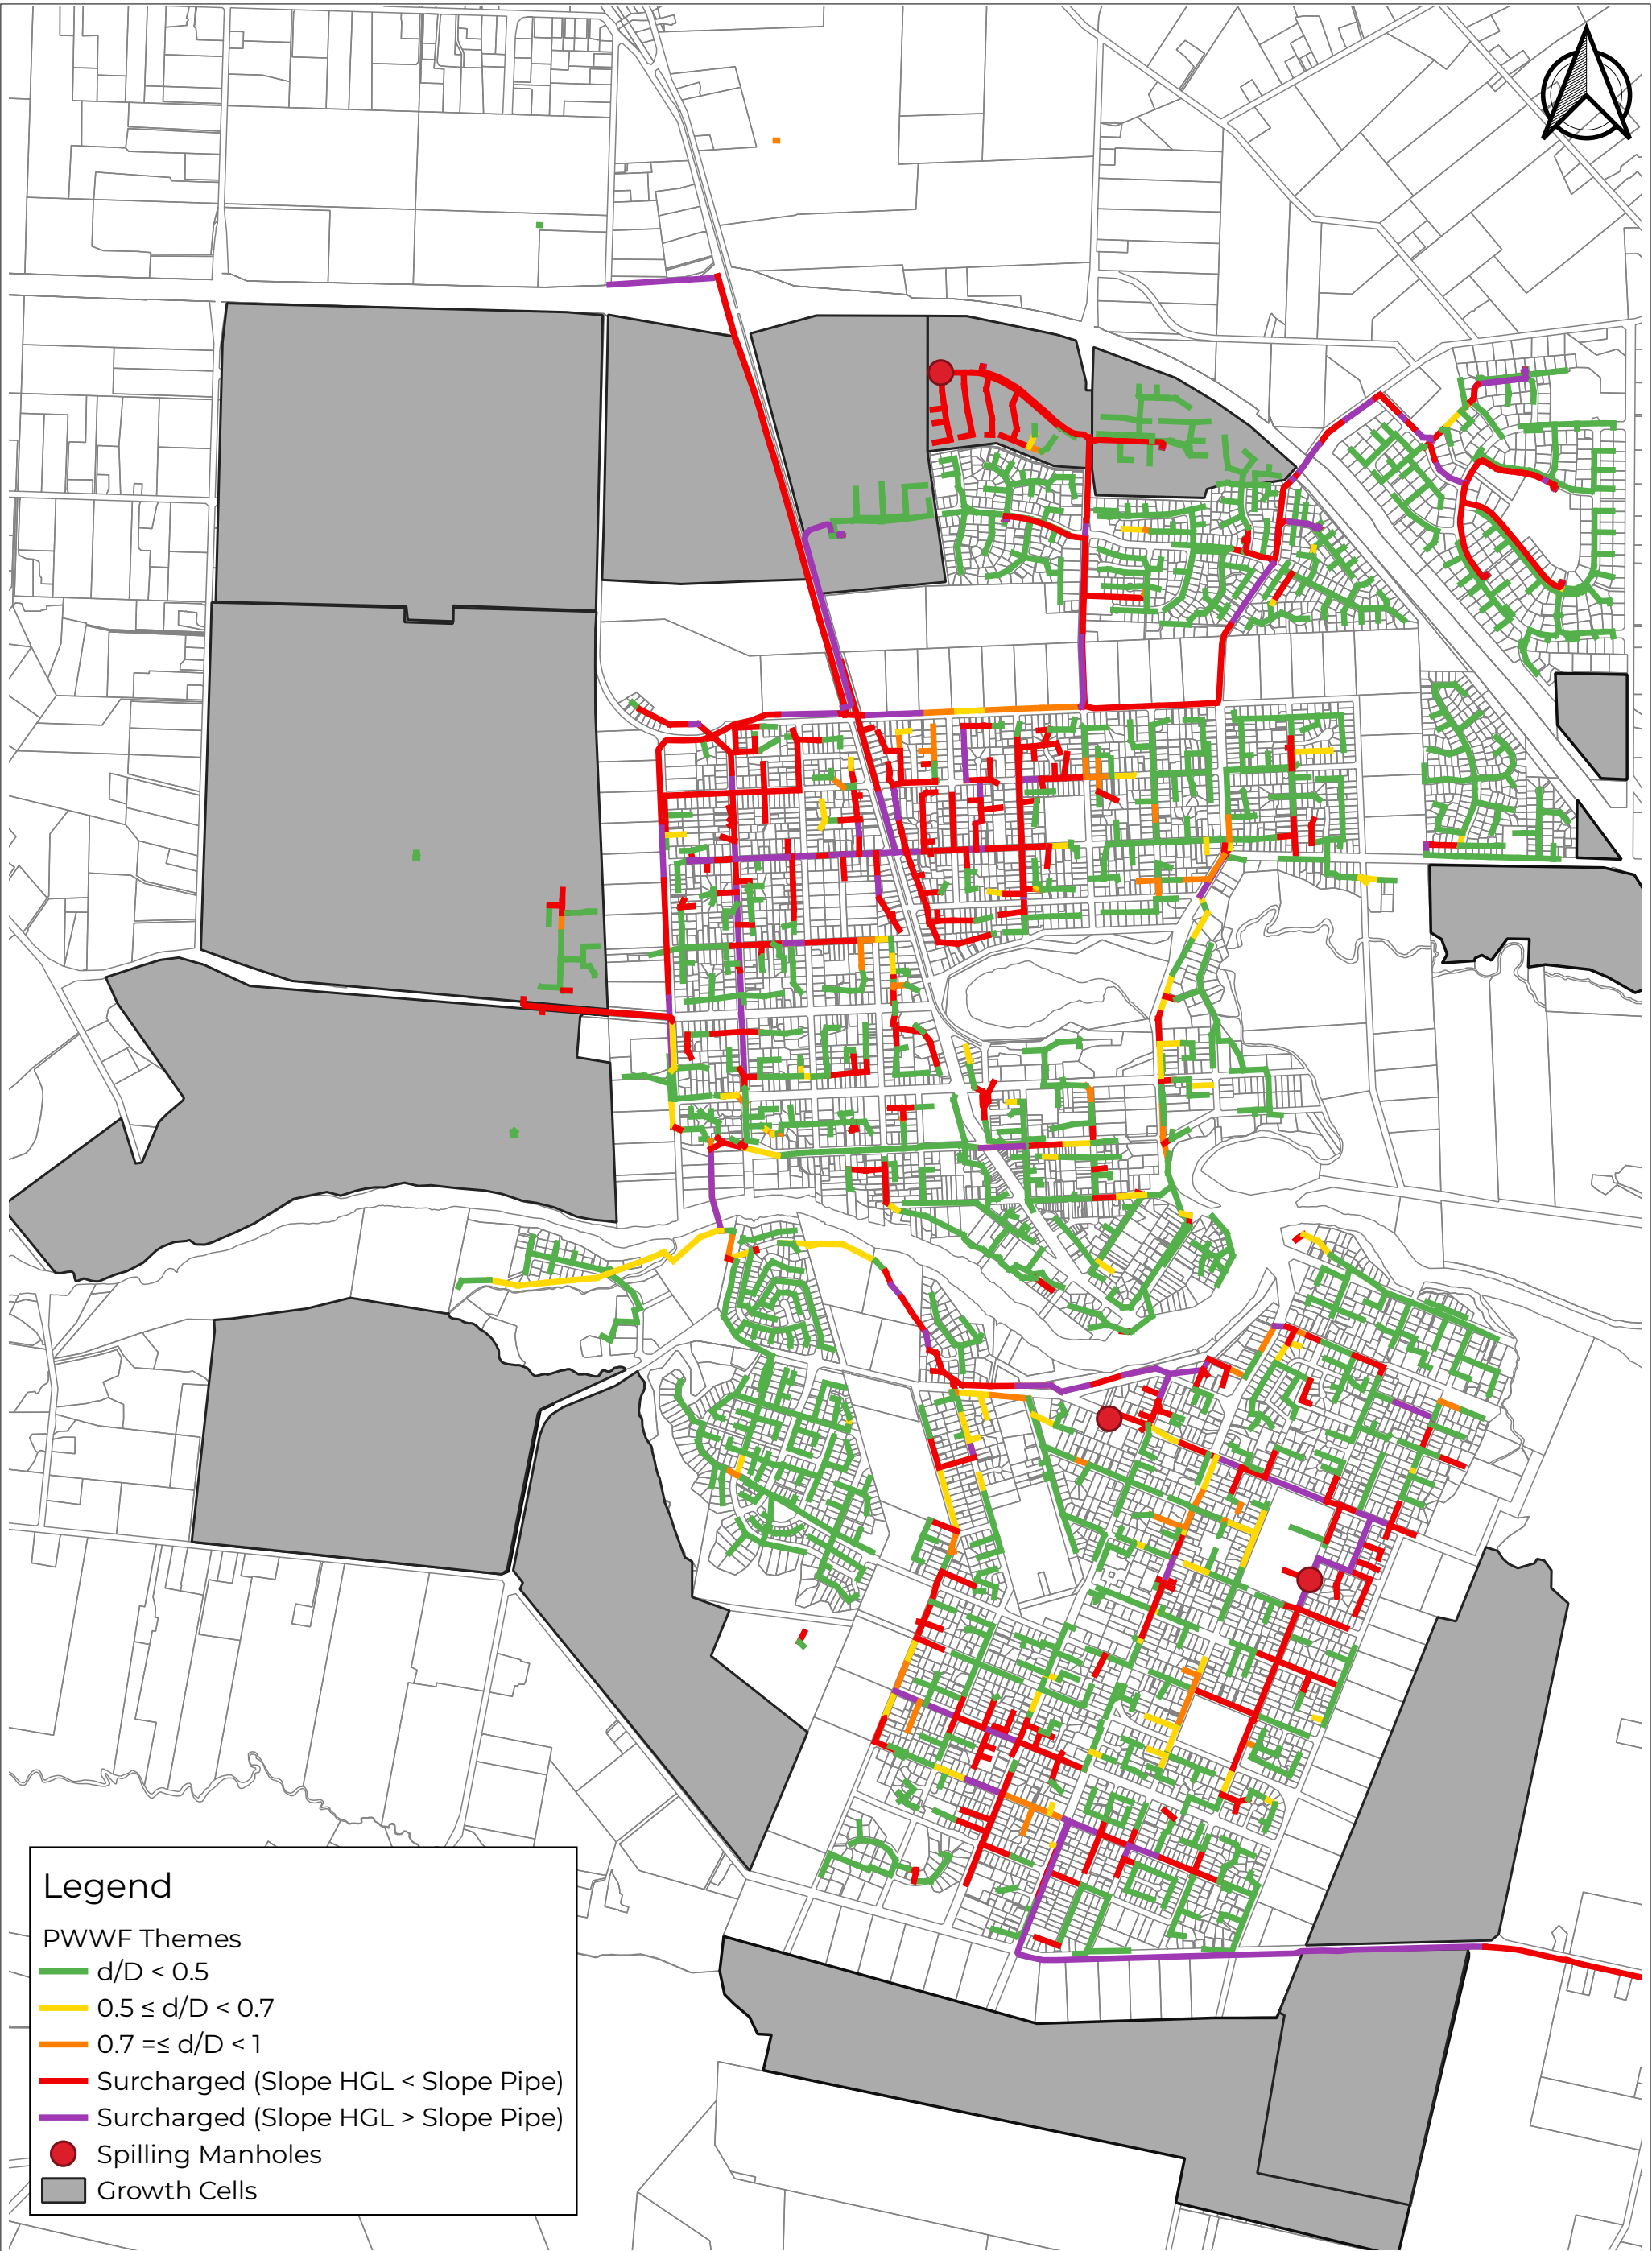 Legend
PWWF Themes
d/D < 0.5
0.5 ≤ d/D < 0.7
0.7 =≤ d/D < 1
Surcharged (Slope HGL < Slope Pipe)
Surcharged (Slope HGL > Slope Pipe)
Spilling Manholes
Growth Cells